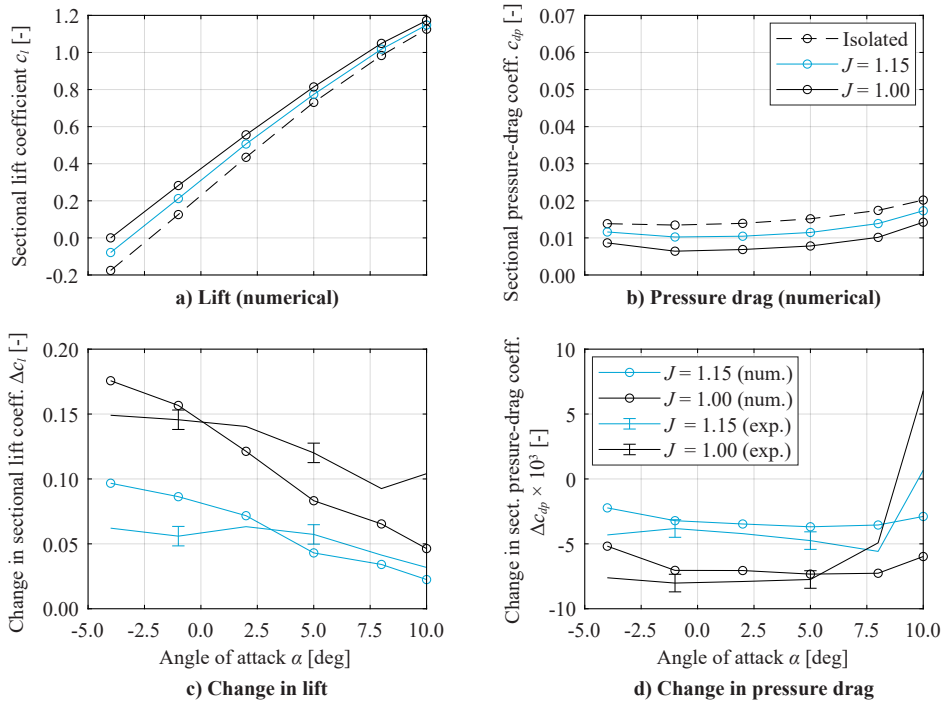 Sectional lift coefficient c_l [-]
1.2
1.0
0.8
0.6
0.4
0.2
0.0
-0.2
a) Lift (numerical)
Sectional pressure-drag coeff. c_dp [-]
0.07
0.06
0.05
0.04
0.03
0.02
0.01
0.00
Isolated
J = 1.15
J = 1.00
b) Pressure drag (numerical)
Change in sectional lift coeff. Δc_l [-]
0.20
0.15
0.10
0.05
0.00
-5.0 -2.5 0.0 2.5 5.0 7.5 10.0
Angle of attack α [deg]
c) Change in lift
Change in sect. presure-drag coeff.
Δc_dp × 10³ [-]
10
5
0
-5
-10
J = 1.15 (num.)
J = 1.00 (num.)
J = 1.15 (exp.)
J = 1.00 (exp.)
-5.0 -2.5 0.0 2.5 5.0 7.5 10.0
Angle of attack α [deg]
d) Change in pressure drag